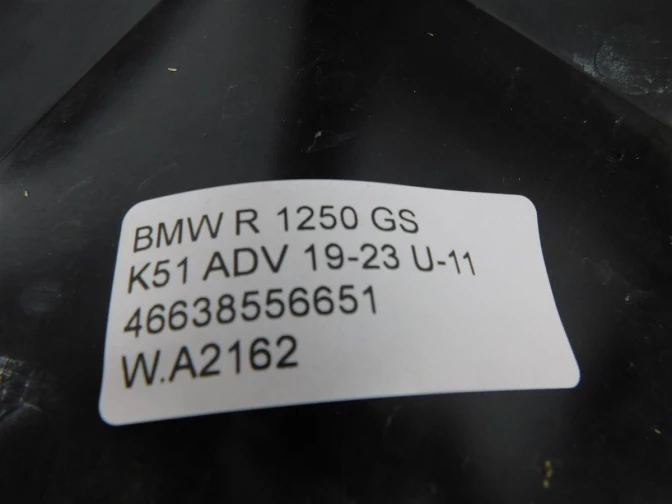 BMW R 1250 GS
K51 ADV 19-23 U-11
46638556651
W.A2162